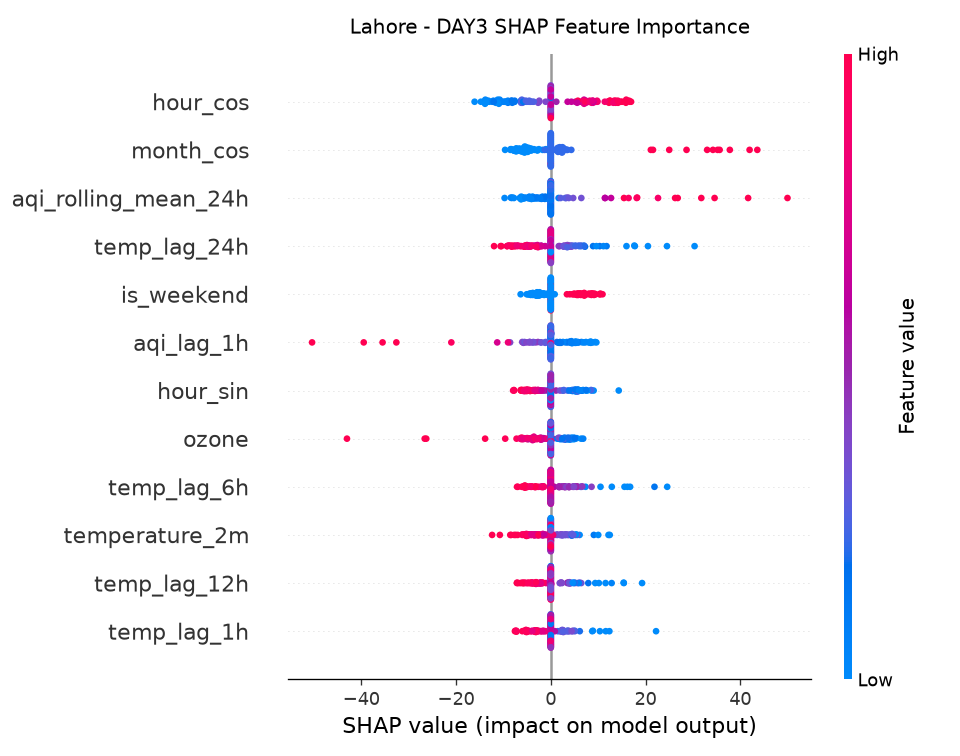 Lahore - DAY3 SHAP Feature Importance
High
hour_cos
month_cos
aqi_rolling_mean_24h
temp_lag_24h
is_weekend
aqi_lag_1h
hour_sin
ozone
temp_lag_6h
temperature_2m
temp_lag_12h
temp_lag_1h
Feature value
Low
−40 −20 0 20 40
SHAP value (impact on model output)